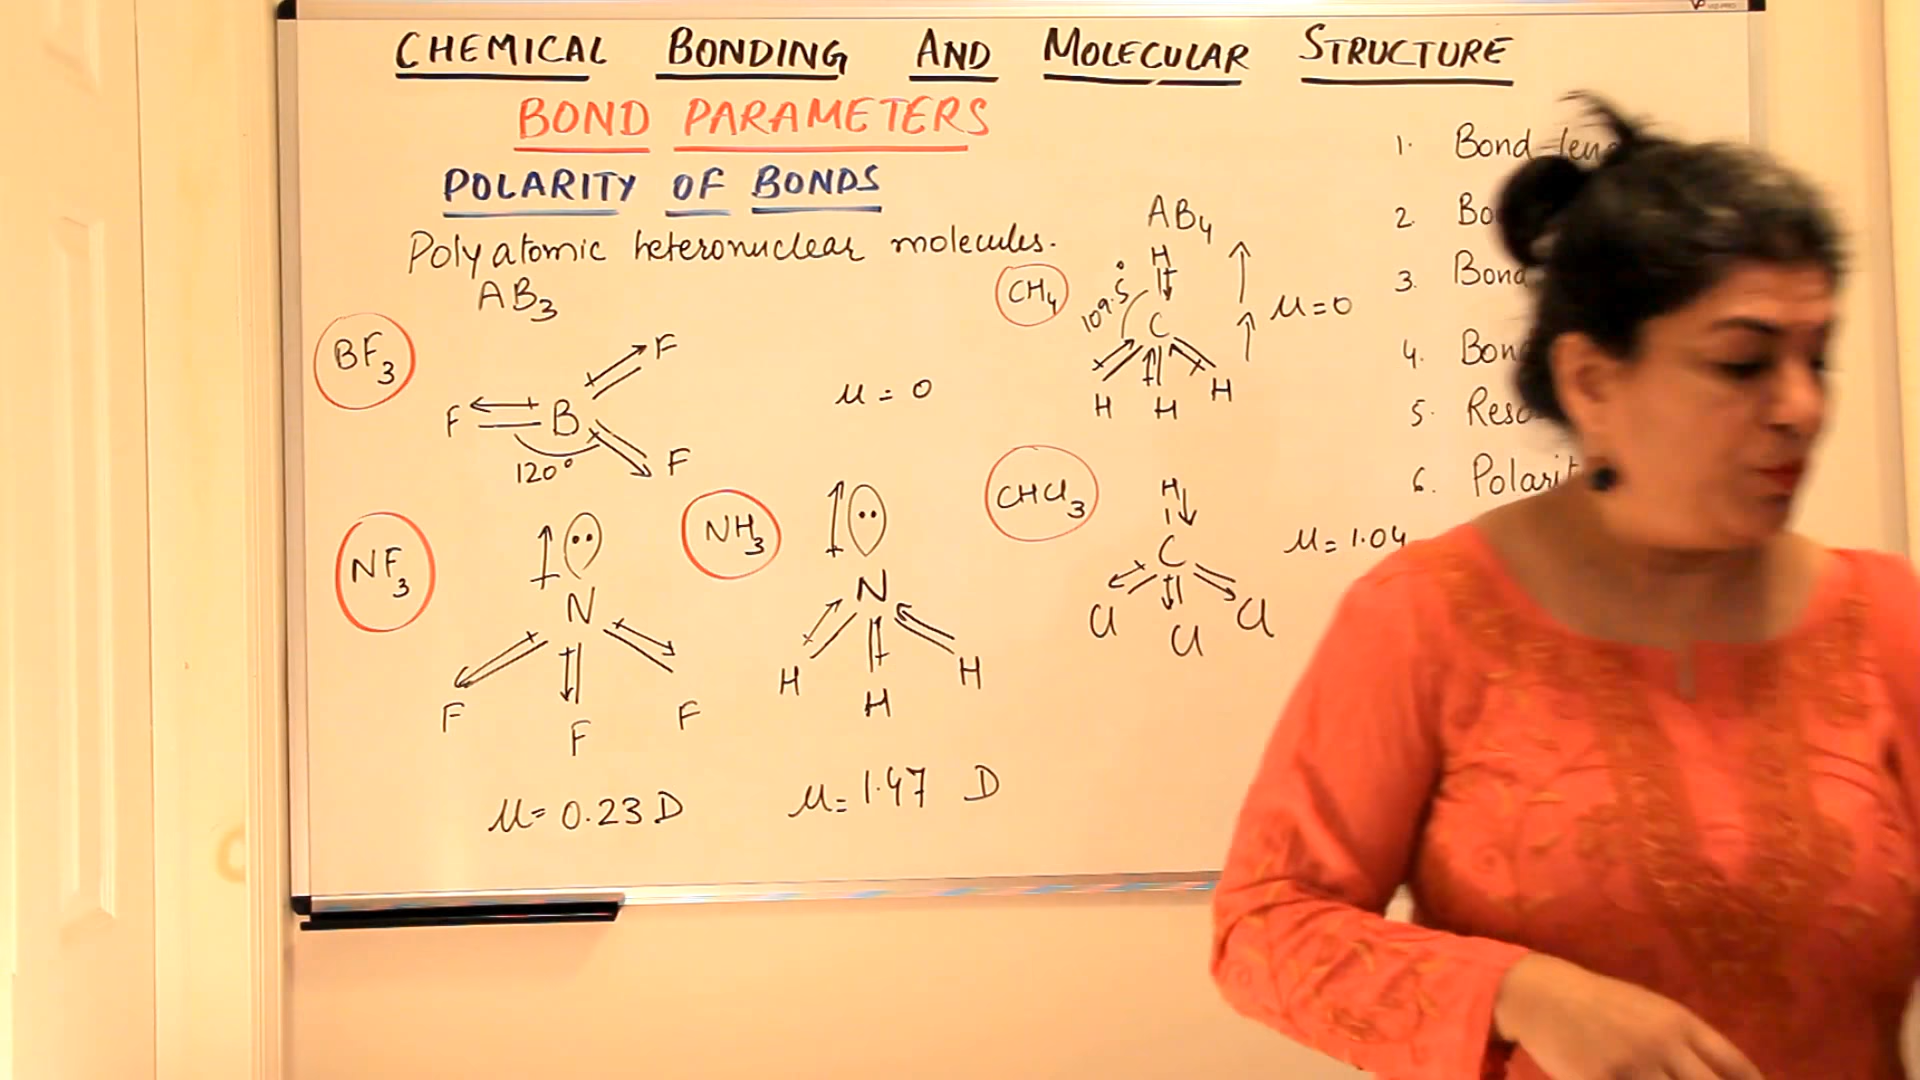 CHEMICAL BONDING AND MOLECULAR STRUCTURE
BOND PARAMETERS
POLARITY OF BONDS
Polyatomic heteronuclear molecules.
AB3
BF3
F
F
B
F
120°
μ = 0
NF3
N
F
F
F
μ= 0.23 D
NH3
N
H
H
H
μ= 1.47 D
AB4
CH4
H
109.5°
C
H
H
H
μ=0
CHCl3
H
C
Cl
Cl
Cl
μ= 1.04
1. Bond
2.
3. Bond
4.
5.
6.